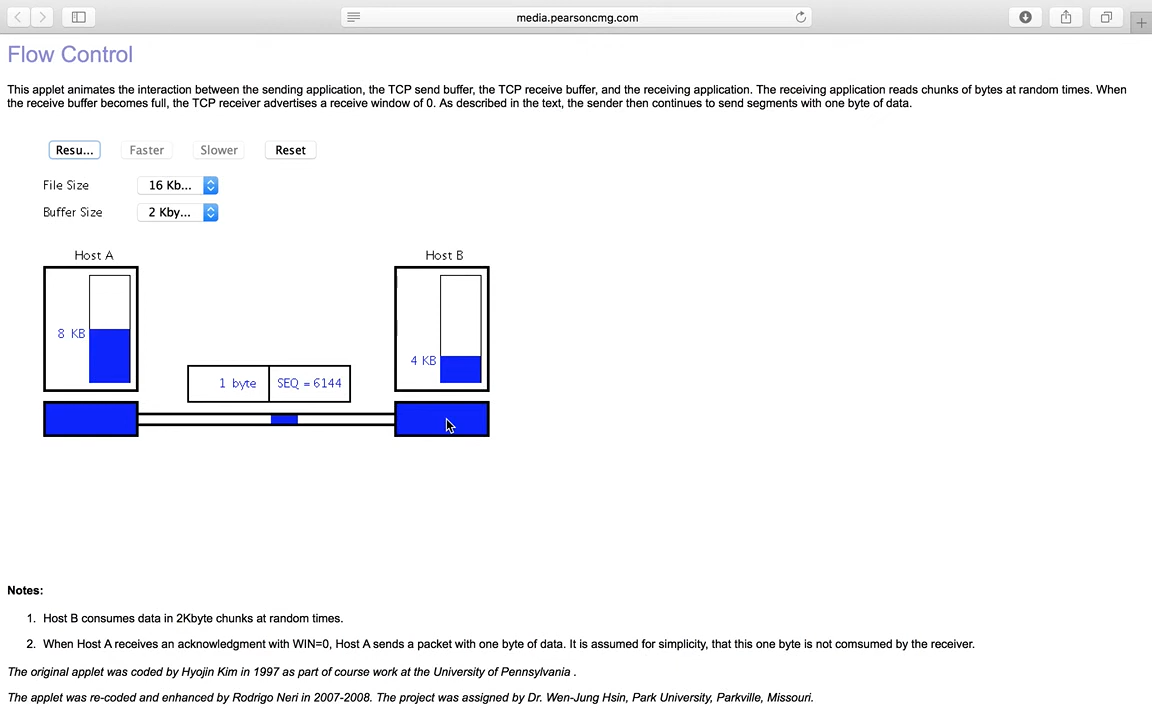 media.pearsoncmg.com
Flow Control
This applet animates the interaction between the sending application, the TCP send buffer, the TCP receive buffer, and the receiving application. The receiving application reads chunks of bytes at random times. When
the receive buffer becomes full, the TCP receiver advertises a receive window of 0. As described in the text, the sender then continues to send segments with one byte of data.
Resu... Faster Slower Reset
File Size 16 Kb...
Buffer Size 2 Kby...
Host A Host B
8 KB
4 KB
1 byte SEQ = 6144
Notes:
1. Host B consumes data in 2Kbyte chunks at random times.
2. When Host A receives an acknowledgment with WIN=0, Host A sends a packet with one byte of data. It is assumed for simplicity, that this one byte is not comsumed by the receiver.
The original applet was coded by Hyojin Kim in 1997 as part of course work at the University of Pennsylvania .
The applet was re-coded and enhanced by Rodrigo Neri in 2007-2008. The project was assigned by Dr. Wen-Jung Hsin, Park University, Parkville, Missouri.